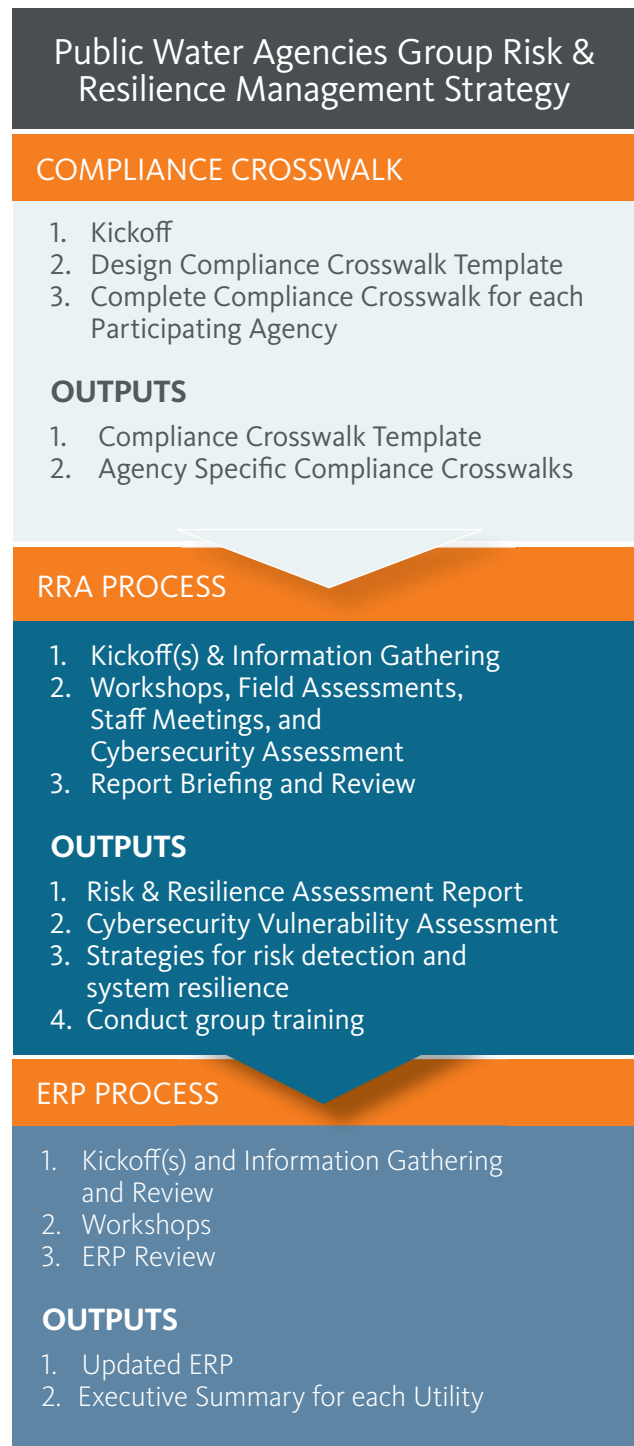 Public Water Agencies Group Risk &
Resilience Management Strategy
COMPLIANCE CROSSWALK
1. Kickoff
2. Design Compliance Crosswalk Template
3. Complete Compliance Crosswalk for each
Participating Agency
OUTPUTS
1. Compliance Crosswalk Template
2. Agency Specific Compliance Crosswalks
RRA PROCESS
1. Kickoff(s) & Information Gathering
2. Workshops, Field Assessments,
Staff Meetings, and
Cybersecurity Assessment
3. Report Briefing and Review
OUTPUTS
1. Risk & Resilience Assessment Report
2. Cybersecurity Vulnerability Assessment
3. Strategies for risk detection and
system resilience
4. Conduct group training
ERP PROCESS
1. Kickoff(s) and Information Gathering
and Review
2. Workshops
3. ERP Review
OUTPUTS
1. Updated ERP
2. Executive Summary for each Utility